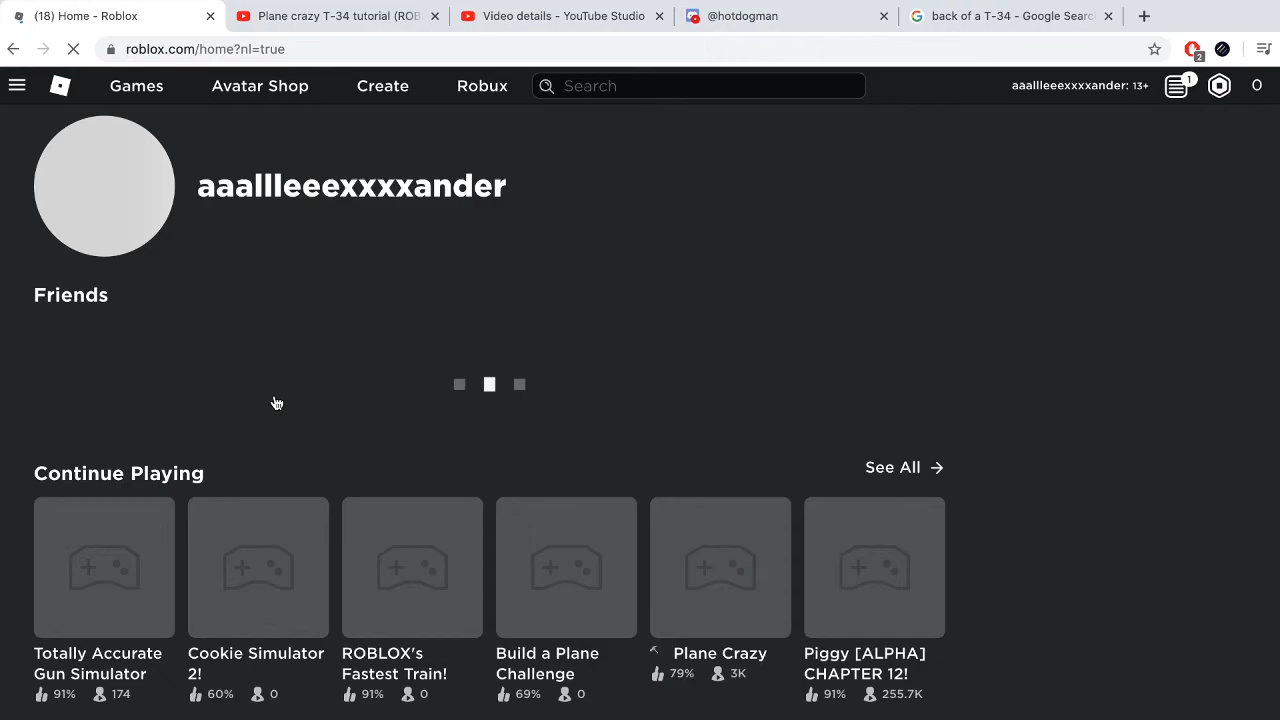 (18) Home - Roblox
Plane crazy T-34 tutorial (ROB
Video details - YouTube Studio
@hotdogman
back of a T-34 - Google Searc
roblox.com/home?nl=true
2
Games
Avatar Shop
Create
Robux
Search
aaallleeexxxxander: 13+
1
0
aaallleeexxxxander
Friends
Continue Playing
See All
Totally Accurate
Gun Simulator
91% 174
Cookie Simulator
2!
60% 0
ROBLOX's
Fastest Train!
91% 0
Build a Plane
Challenge
69% 0
Plane Crazy
79% 3K
Piggy [ALPHA]
CHAPTER 12!
91% 255.7K